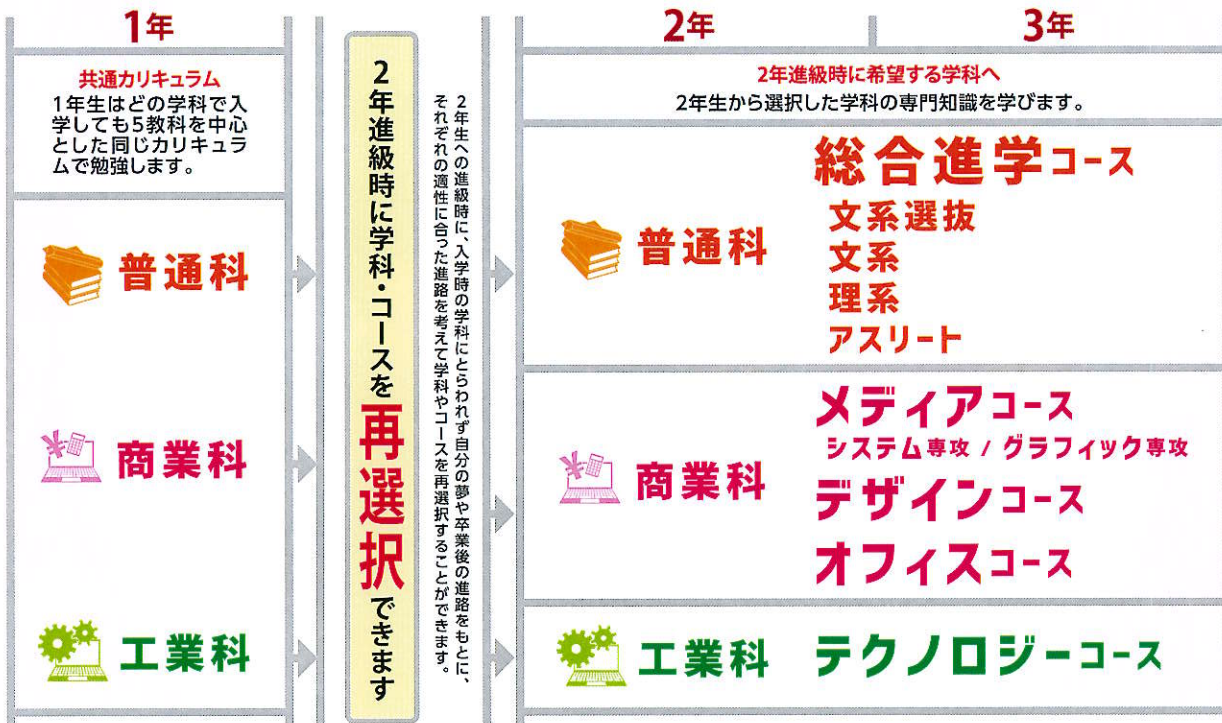 1年
共通カリキュラム
1年生はどの学科で入
学しても5教科を中心
とした同じカリキュラ
ムで勉強します。
普通科
商業科
工業科
2年進級時に学科・コースを再選択できます
2年生への進級時に、入学時の学科にとらわれず自分の夢や卒業後の進路をもとに、
それぞれの適性に合った進路を考えて学科やコースを再選択することができます。
2年
3年
2年進級時に希望する学科へ
2年生から選択した学科の専門知識を学びます。
普通科
総合進学コース
文系選抜
文系
理系
アスリート
商業科
メディアコース
システム専攻 / グラフィック専攻
デザインコース
オフィスコース
工業科
テクノロジーコース